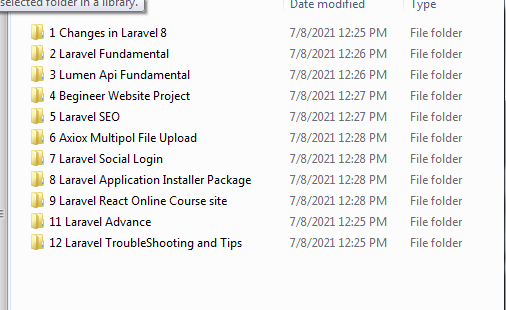 selected folder in a library.
Date modified Type
1 Changes in Laravel 8 7/8/2021 12:25 PM File folder
2 Laravel Fundamental 7/8/2021 12:26 PM File folder
3 Lumen Api Fundamental 7/8/2021 12:26 PM File folder
4 Begineer Website Project 7/8/2021 12:27 PM File folder
5 Laravel SEO 7/8/2021 12:27 PM File folder
6 Axiox Multipol File Upload 7/8/2021 12:28 PM File folder
7 Laravel Social Login 7/8/2021 12:28 PM File folder
8 Laravel Application Installer Package 7/8/2021 12:28 PM File folder
9 Laravel React Online Course site 7/8/2021 12:28 PM File folder
11 Laravel Advance 7/8/2021 12:25 PM File folder
12 Laravel TroubleShooting and Tips 7/8/2021 12:25 PM File folder